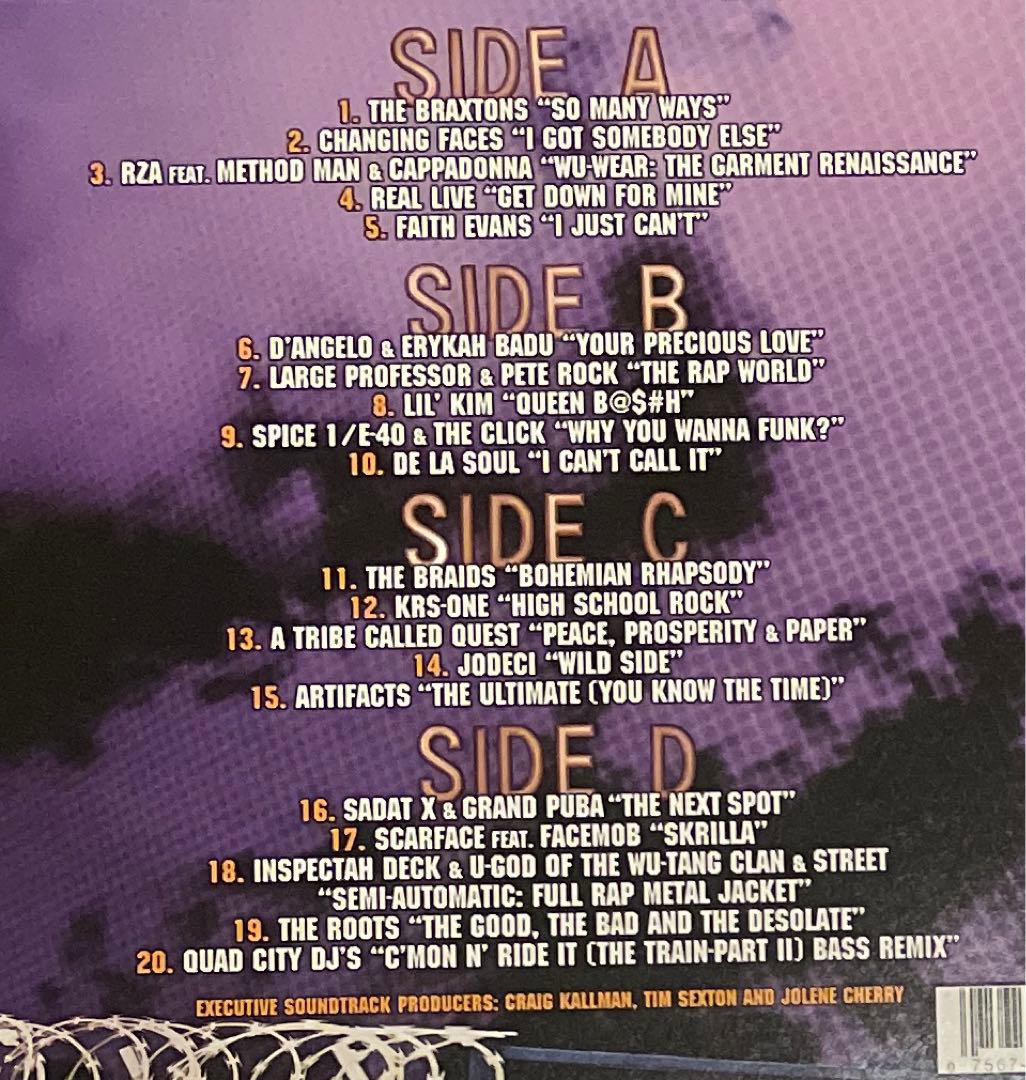 SIDE A
1. THE BRAXTONS “SO MANY WAYS”
2. CHANGING FACES “I GOT SOMEBODY ELSE”
3. RZA FEAT. METHOD MAN & CAPPADONNA “WU-WEAR: THE GARMENT RENAISSANCE”
4. REAL LIVE “GET DOWN FOR MINE”
5. FAITH EVANS “I JUST CAN’T”
SIDE B
6. D’ANGELO & ERYKAH BADU “YOUR PRECIOUS LOVE”
7. LARGE PROFESSOR & PETE ROCK “THE RAP WORLD”
8. LIL’ KIM “QUEEN B@$#H”
9. SPICE 1/E-40 & THE CLICK “WHY YOU WANNA FUNK?”
10. DE LA SOUL “I CAN’T CALL IT”
SIDE C
11. THE BRAIDS “BOHEMIAN RHAPSODY”
12. KRS-ONE “HIGH SCHOOL ROCK”
13. A TRIBE CALLED QUEST “PEACE, PROSPERITY & PAPER”
14. JODECI “WILD SIDE”
15. ARTIFACTS “THE ULTIMATE (YOU KNOW THE TIME)”
SIDE D
16. SADAT X & GRAND PUBA “THE NEXT SPOT”
17. SCARFACE FEAT. FACEMOB “SKRILLA”
18. INSPECTAH DECK & U-GOD OF THE WU-TANG CLAN & STREET
“SEMI-AUTOMATIC: FULL RAP METAL JACKET”
19. THE ROOTS “THE GOOD, THE BAD AND THE DESOLATE”
20. QUAD CITY DJ’S “C’MON N’ RIDE IT (THE TRAIN-PART II) BASS REMIX”
EXECUTIVE SOUNDTRACK PRODUCERS: CRAIG KALLMAN, TIM SEXTON AND JOLENE CHERRY
0 7567